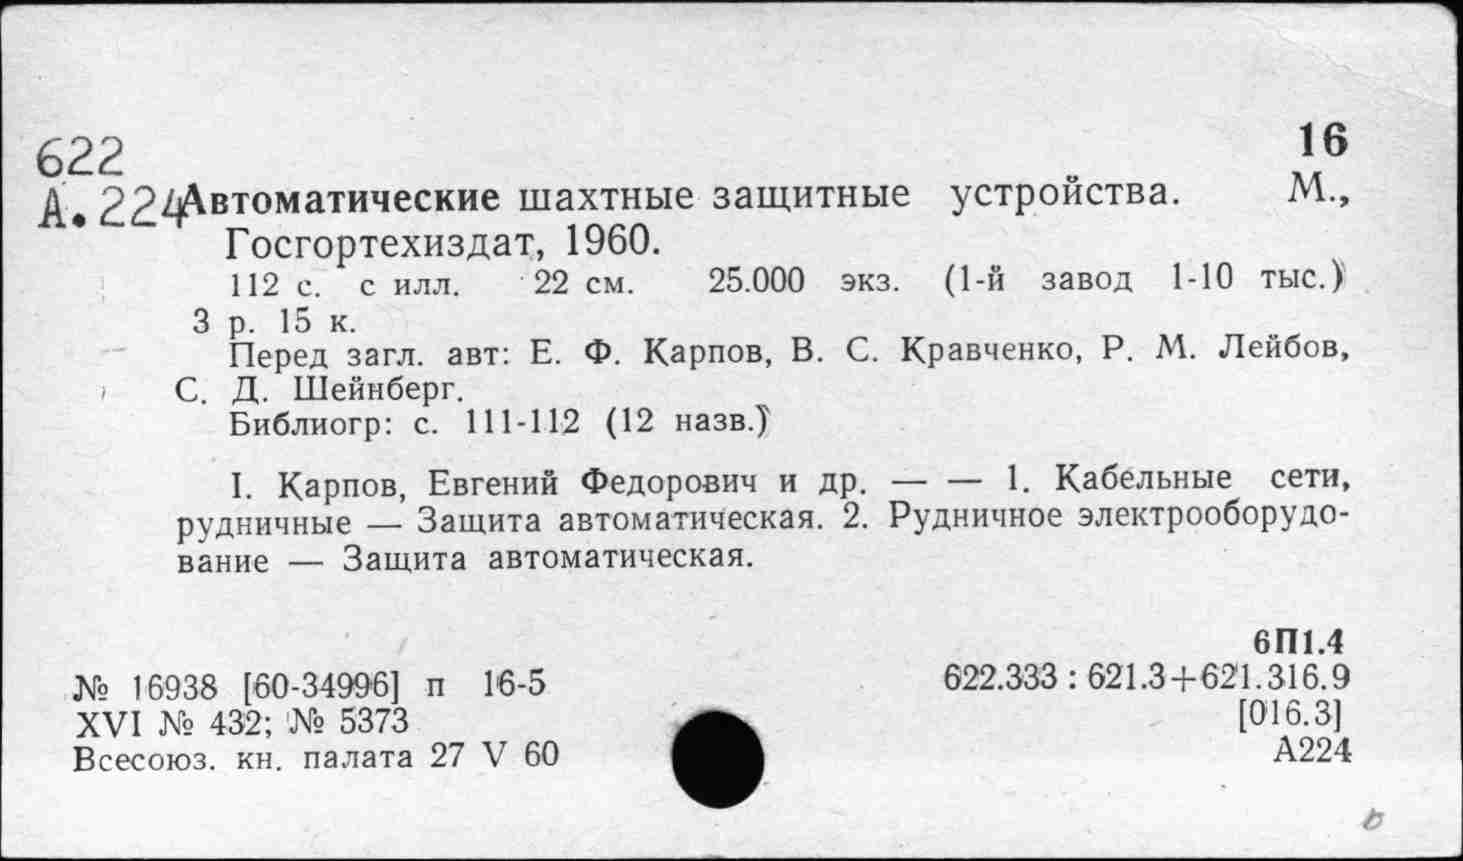 16
622
А.224
Автоматические шахтные защитные устройства. М.,
Госгортехиздат, 1960.
112 с. с илл. 22 см. 25.000 экз. (1-й завод 1-10 тыс.)
3 р. 15 к.
Перед загл. авт: Е. Ф. Карпов, В. С. Кравченко, Р. М. Лейбов,
С. Д. Шейнберг.
Библиогр: с. 111-112 (12 назв.)
I. Карпов, Евгений Федорович и др. — — 1. Кабельные сети,
рудничные — Защита автоматическая. 2. Рудничное электрооборудо-
вание — Защита автоматическая.
6П1.4
№ 16938 [60-34996] п 16-5 622.333 : 621.3+621.316.9
XVI № 432; № 5373 [016.3]
Всесоюз. кн. палата 27 V 60 А224